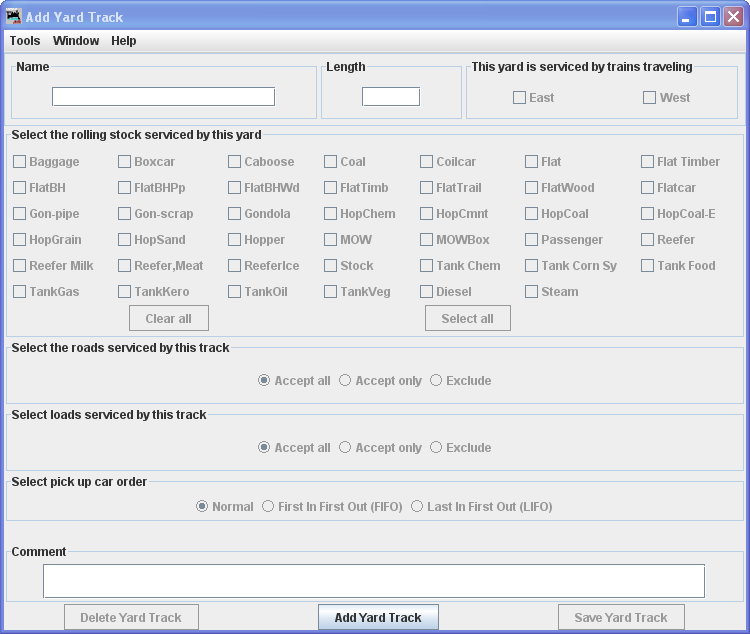 Add Yard Track
Tools Window Help
Name Length This yard is serviced by trains traveling
East West
Select the rolling stock serviced by this yard
Baggage Boxcar Caboose Coal Coilcar Flat Flat Timber
FlatBH FlatBHPp FlatBHWd FlatTimb FlatTrail FlatWood Flatcar
Gon-pipe Gon-scrap Gondola HopChem HopCmnt HopCoal HopCoal-E
HopGrain HopSand Hopper MOW MOWBox Passenger Reefer
Reefer Milk Reefer,Meat ReeferIce Stock Tank Chem Tank Corn Sy Tank Food
TankGas TankKero TankOil TankVeg Diesel Steam
Clear all Select all
Select the roads serviced by this track
Accept all Accept only Exclude
Select loads serviced by this track
Accept all Accept only Exclude
Select pick up car order
Normal First In First Out (FIFO) Last In First Out (LIFO)
Comment
Delete Yard Track Add Yard Track Save Yard Track